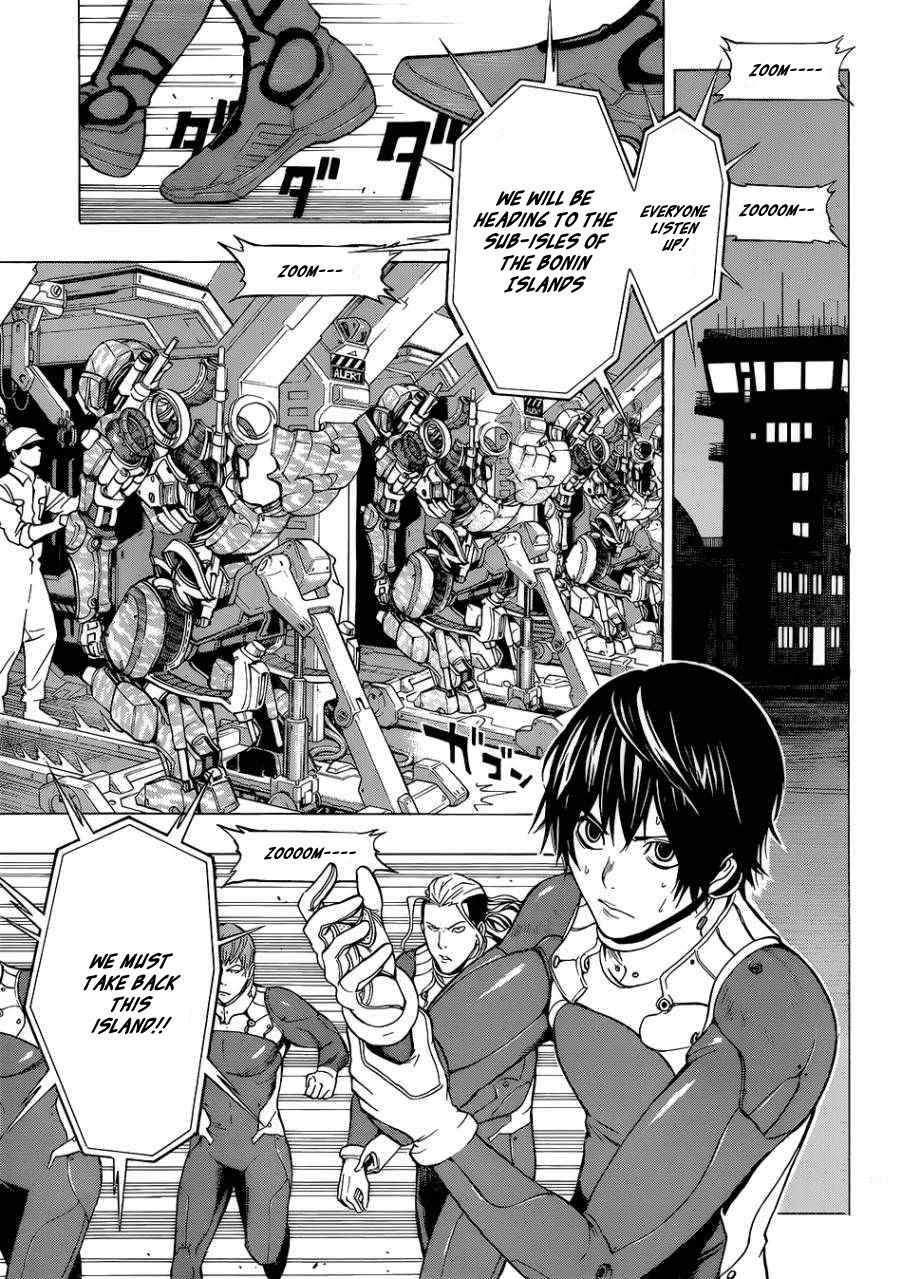 ZOOM----
ZOOOOM--
EVERYONE
LISTEN
UP!
WE WILL BE
HEADING TO THE
SUB-ISLES OF
THE BONIN
ISLANDS
ダ
ダ
ダ
ZOOM---
ALERT
ガゴン
ZOOOOM----
WE MUST
TAKE BACK
THIS
ISLAND!!